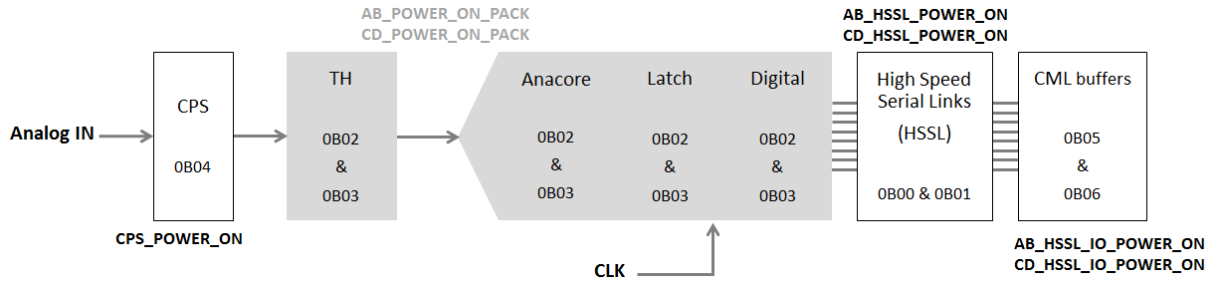 AB_POWER_ON_PACK
CD_POWER_ON_PACK
AB_HSSL_POWER_ON
CD_HSSL_POWER_ON
Analog IN
CPS
0B04
CPS_POWER_ON
TH
0B02
&
0B03
Anacore
0B02
&
0B03
Latch
0B02
&
0B03
Digital
0B02
&
0B03
High Speed
Serial Links
(HSSL)
0B00 & 0B01
CML buffers
0B05
&
0B06
AB_HSSL_IO_POWER_ON
CD_HSSL_IO_POWER_ON
CLK